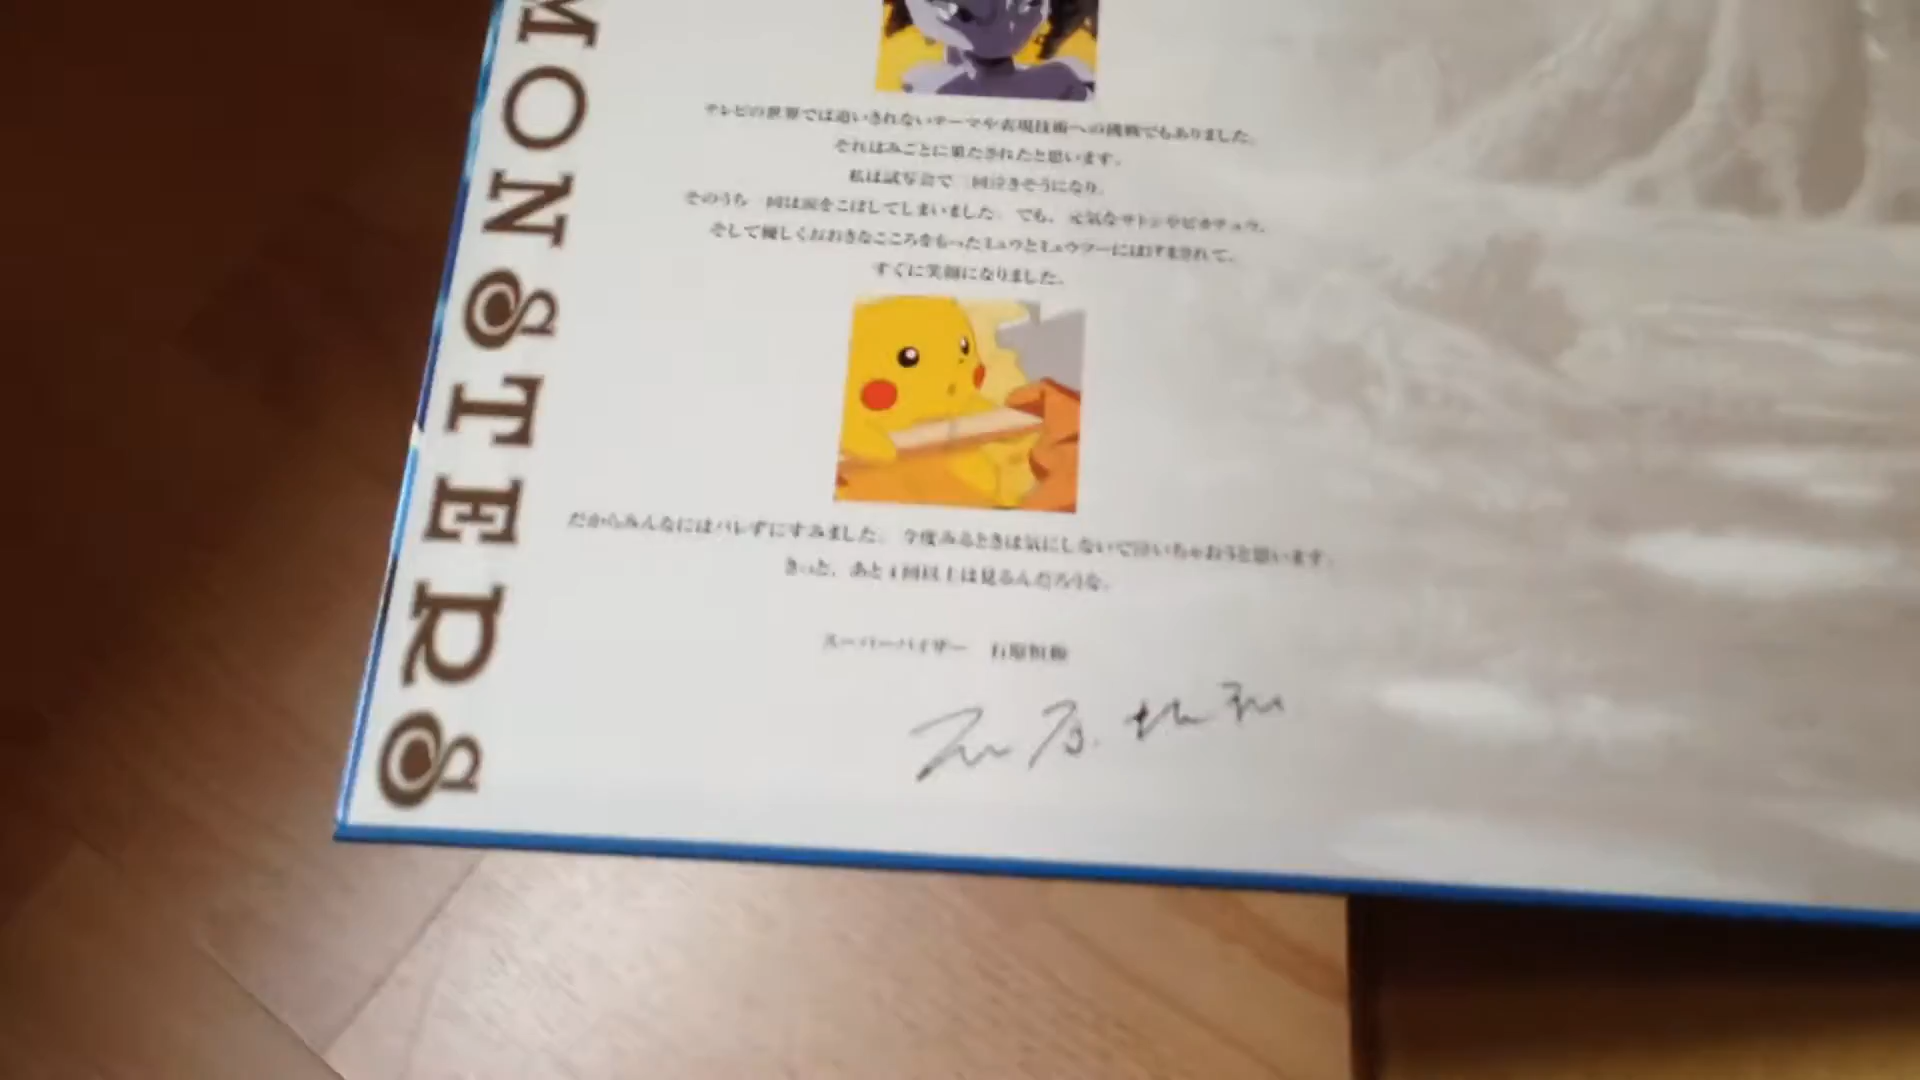 MONSTERS
テレビの世界では追いきれないテーマや表現技術への挑戦でもありました。
それはみごとに果たされたと思います。
私は試写会で三回泣きそうになり、
そのうち一回は涙をこぼしてしまいました。でも、元気なサトシやピカチュウ、
そして優しくおおきなこころをもったミュウとミュウツーにはげまされて、
すぐに笑顔になりました。
だからみんなにはバレずにすみました。今度みるときは気にしないで泣いちゃおうと思います。
きっと、あと4回以上は見るんだろうな。
スーパーバイザー 石原恒和
石原恒和